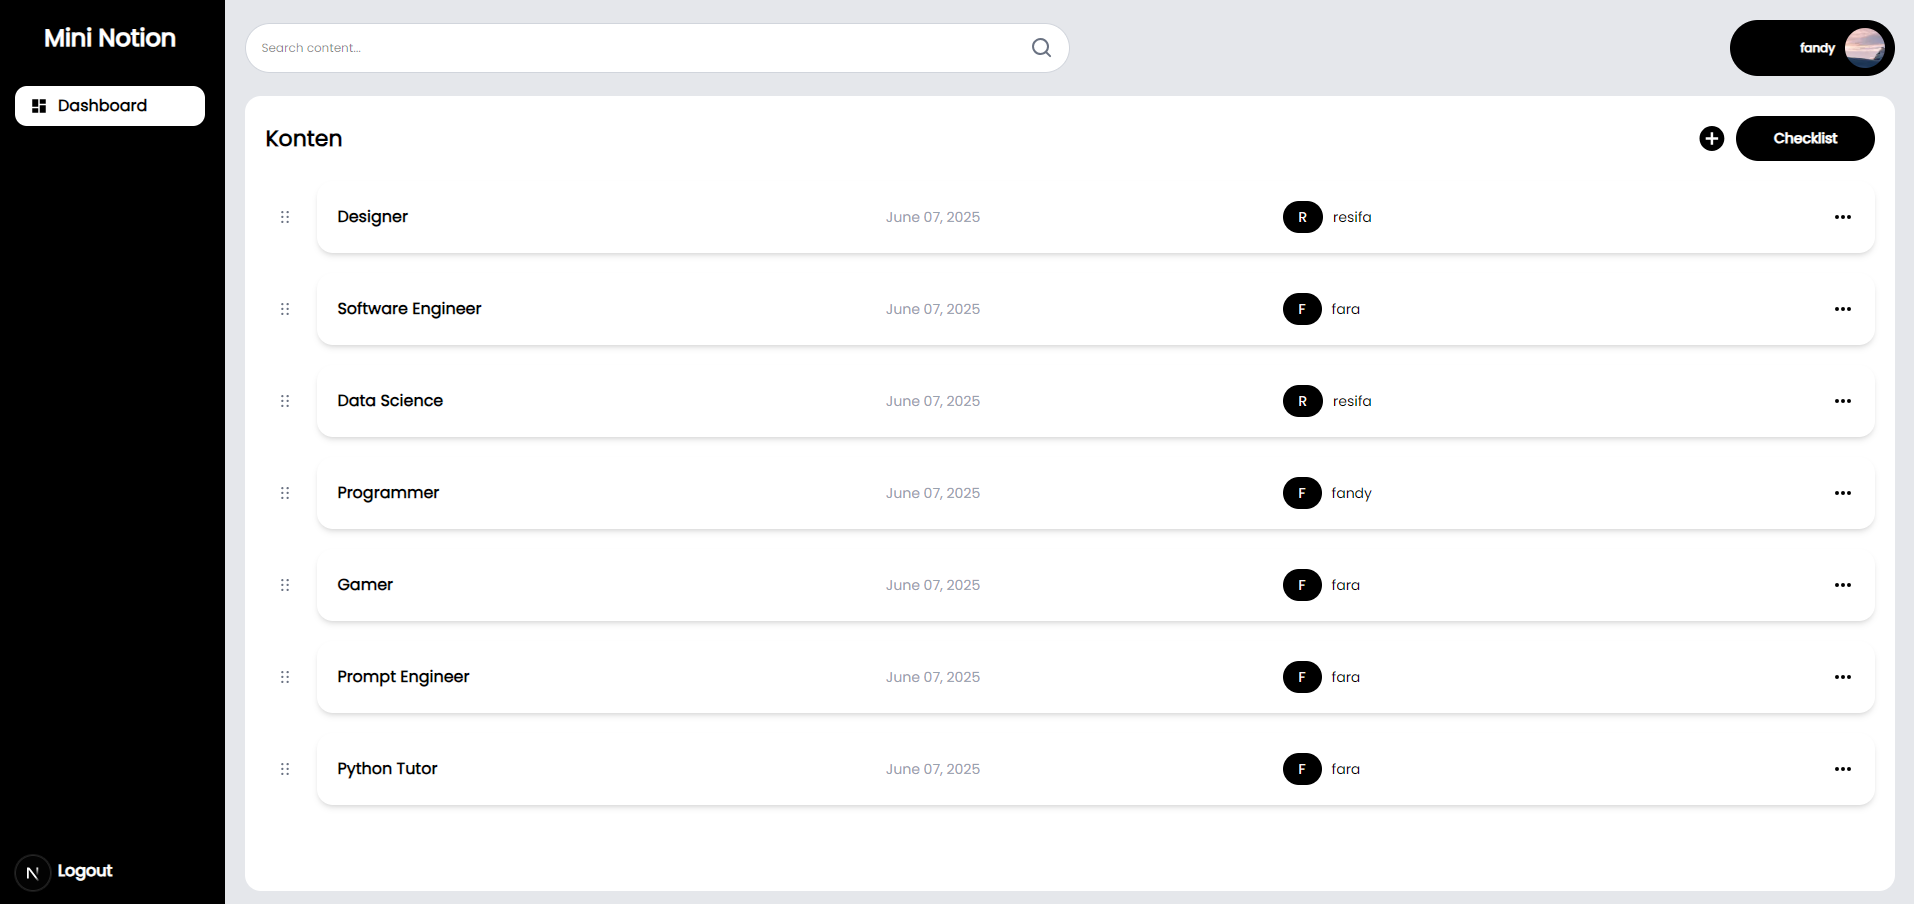 Mini Notion
Search content...
fandy
Dashboard
Konten
Checklist
Designer June 07, 2025 R resifa
Software Engineer June 07, 2025 F fara
Data Science June 07, 2025 R resifa
Programmer June 07, 2025 F fandy
Gamer June 07, 2025 F fara
Prompt Engineer June 07, 2025 F fara
Python Tutor June 07, 2025 F fara
N Logout